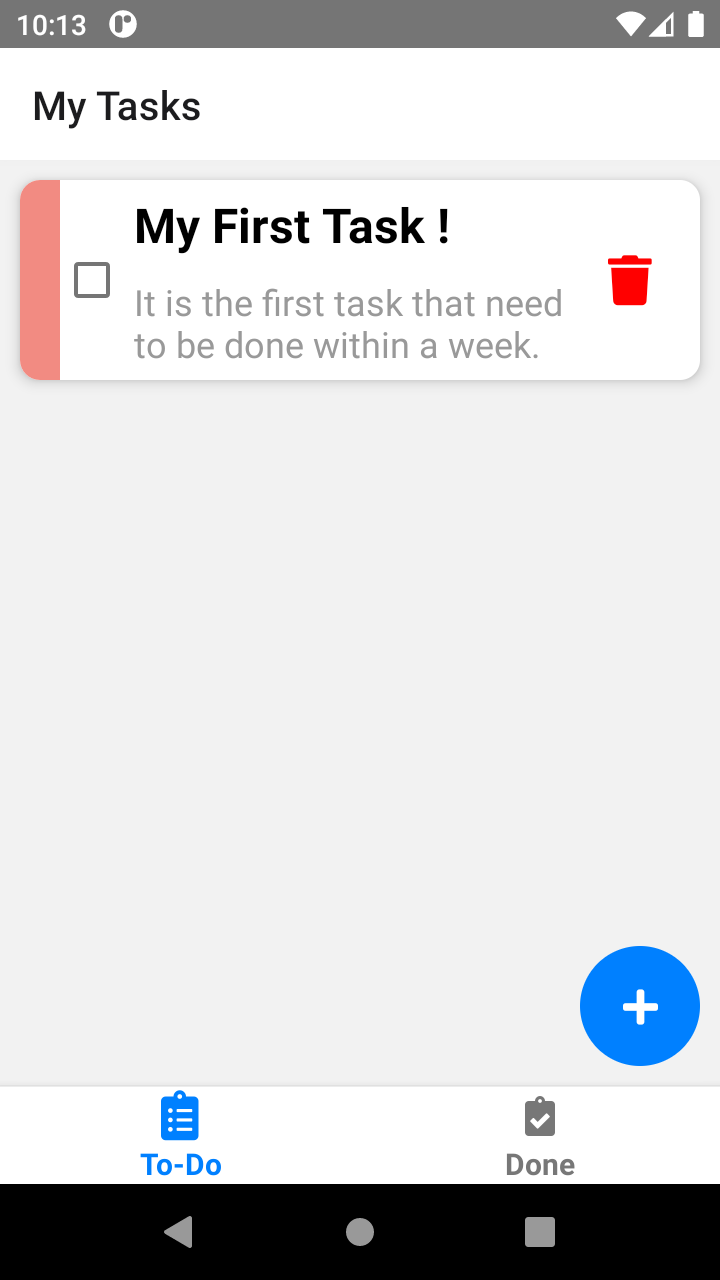 10:13
My Tasks
My First Task !
It is the first task that need
to be done within a week.
To-Do
Done